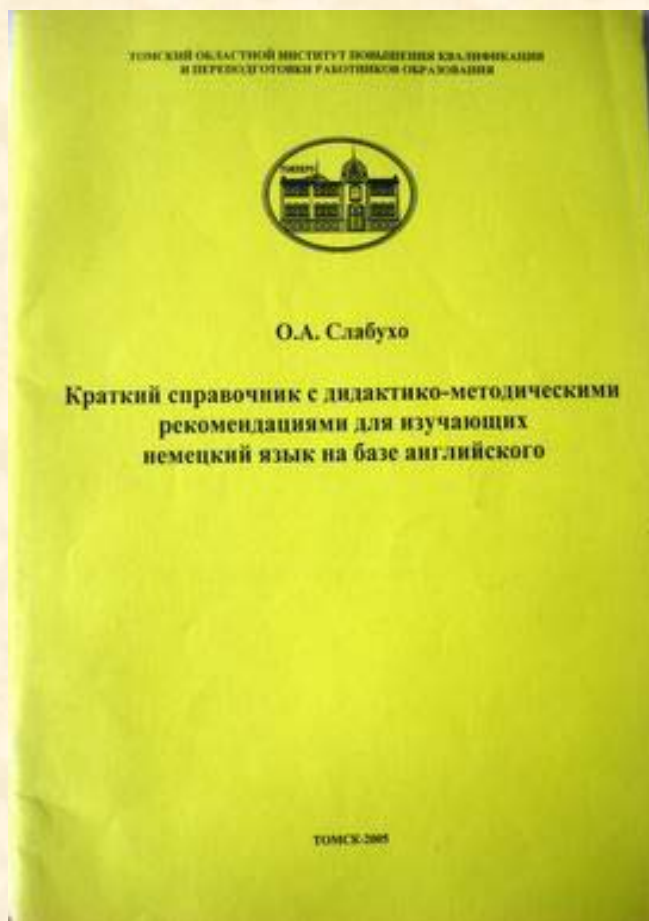 ТОМСКИЙ ОБЛАСТНОЙ ИНСТИТУТ ПОВЫШЕНИЯ КВАЛИФИКАЦИИ
И ПЕРЕПОДГОТОВКИ РАБОТНИКОВ ОБРАЗОВАНИЯ
О.А. Слабухо
Краткий справочник с дидактико-методическими
рекомендациями для изучающих
немецкий язык на базе английского
ТОМСК-2005